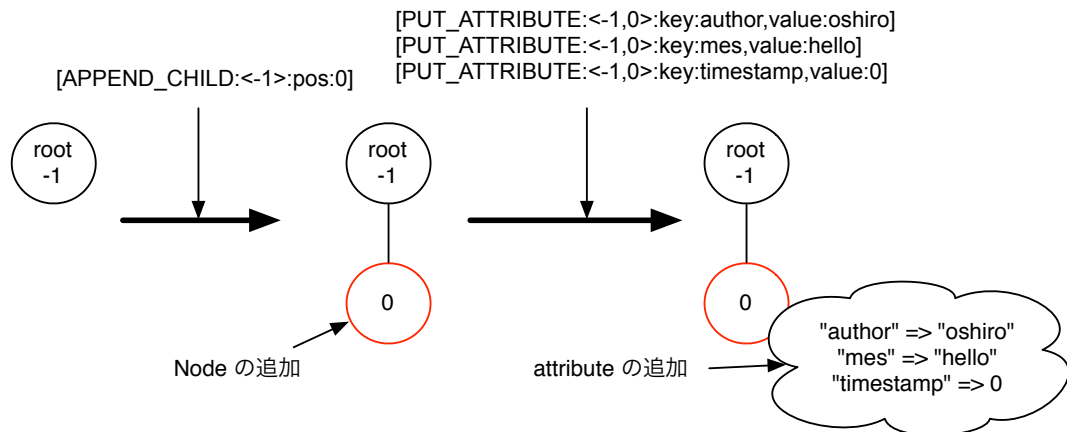 [PUT_ATTRIBUTE:<-1,0>:key:author,value:oshiro]
[PUT_ATTRIBUTE:<-1,0>:key:mes,value:hello]
[PUT_ATTRIBUTE:<-1,0>:key:timestamp,value:0]
[APPEND_CHILD:<-1>:pos:0]
root
-1
root
-1
root
-1
0
0
Node の追加
attribute の追加
"author" => "oshiro"
"mes" => "hello"
"timestamp" => 0